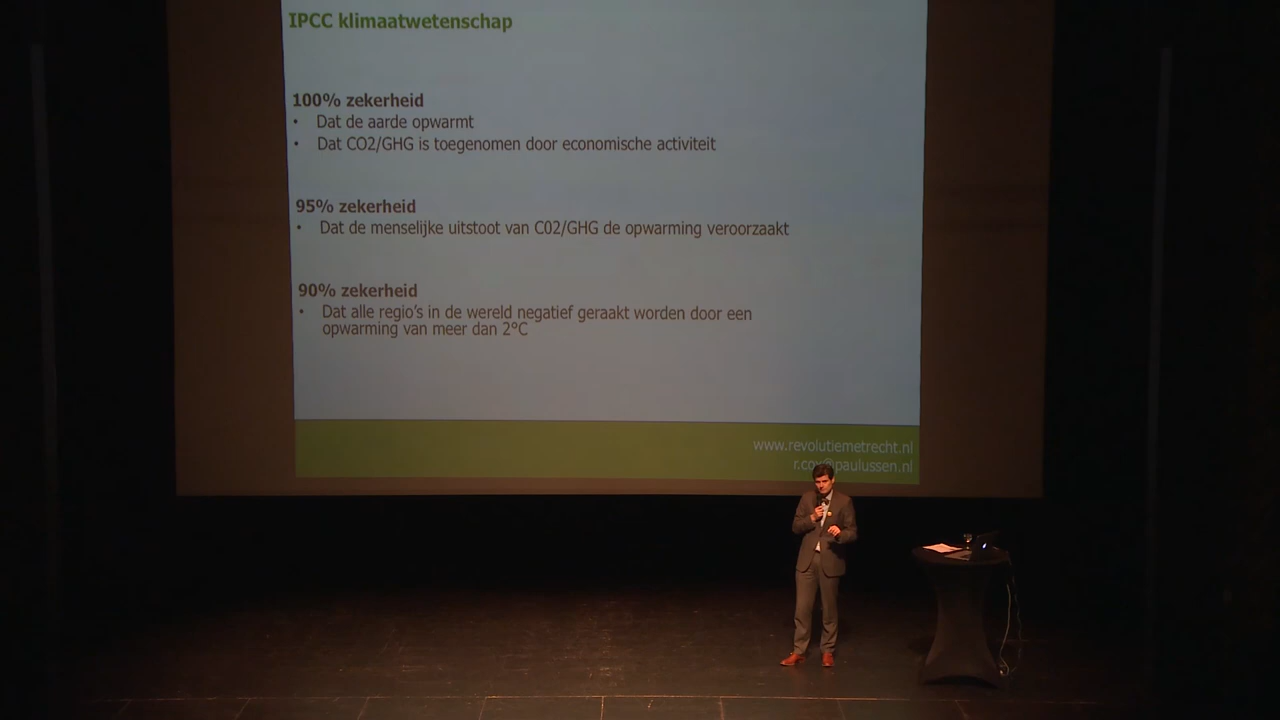 IPCC klimaatwetenschap
100% zekerheid
• Dat de aarde opwarmt
• Dat CO2/GHG is toegenomen door economische activiteit
95% zekerheid
• Dat de menselijke uitstoot van C02/GHG de opwarming veroorzaakt
90% zekerheid
• Dat alle regio's in de wereld negatief geraakt worden door een
opwarming van meer dan 2°C
www.revolutiemetrecht.nl
r.cox@paulussen.nl